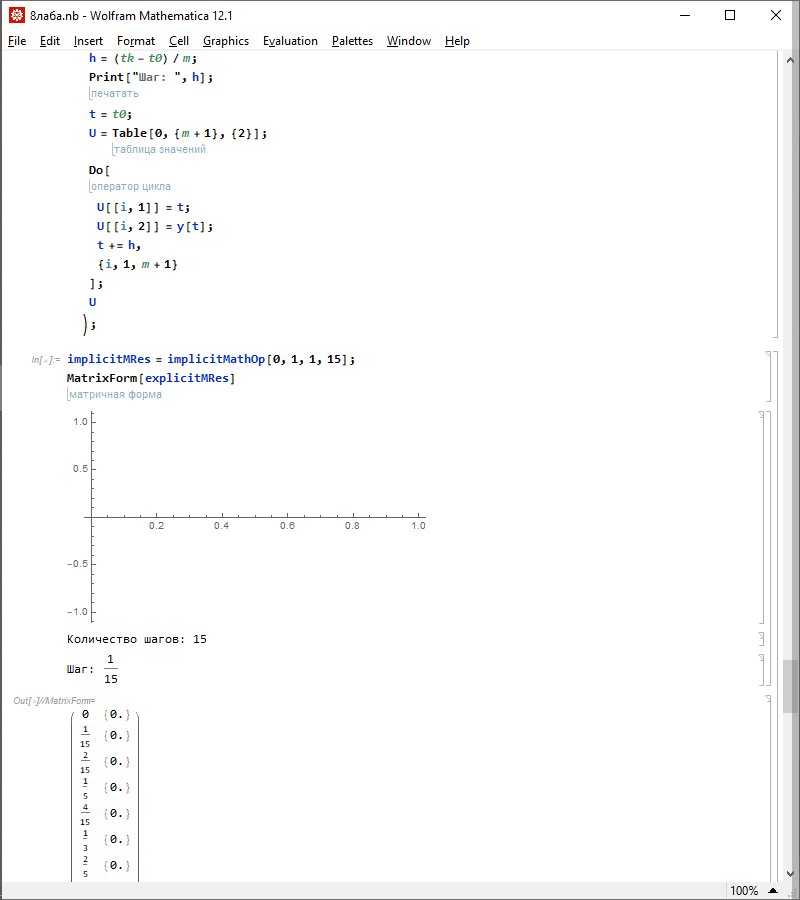 8лаба.nb - Wolfram Mathematica 12.1
File Edit Insert Format Cell Graphics Evaluation Palettes Window Help
h = (tk - t0) / m;
Print["Шаг: ", h];
печатать
t = t0;
U = Table[0, {m + 1}, {2}];
таблица значений
Do[
оператор цикла
U[[i, 1]] = t;
U[[i, 2]] = y[t];
t += h,
{i, 1, m + 1}
];
U
);
In[◦]:= implicitMRes = implicitMathOp[0, 1, 1, 15];
MatrixForm[explicitMRes]
матричная форма
1.0
0.5
0.2 0.4 0.6 0.8 1.0
-0.5
-1.0
Количество шагов: 15
Шаг: 1/15
Out[◦]//MatrixForm=
0 {0.}
1/15 {0.}
2/15 {0.}
1/5 {0.}
4/15 {0.}
1/3 {0.}
2/5 {0.}
100%